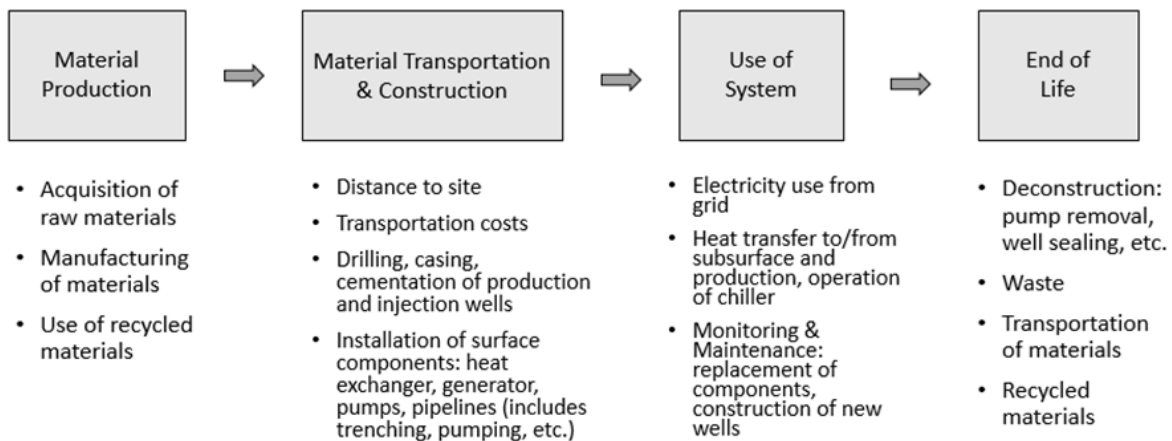 Material
Production
Material Transportation
& Construction
Use of
System
End of
Life
• Acquisition of
raw materials
• Manufacturing
of materials
• Use of recycled
materials
• Distance to site
• Transportation costs
• Drilling, casing,
cementation of production
and injection wells
• Installation of surface
components: heat
exchanger, generator,
pumps, pipelines (includes
trenching, pumping, etc.)
• Electricity use from
grid
• Heat transfer to/from
subsurface and
production, operation
of chiller
• Monitoring &
Maintenance:
replacement of
components,
construction of new
wells
• Deconstruction:
pump removal,
well sealing, etc.
• Waste
• Transportation
of materials
• Recycled
materials